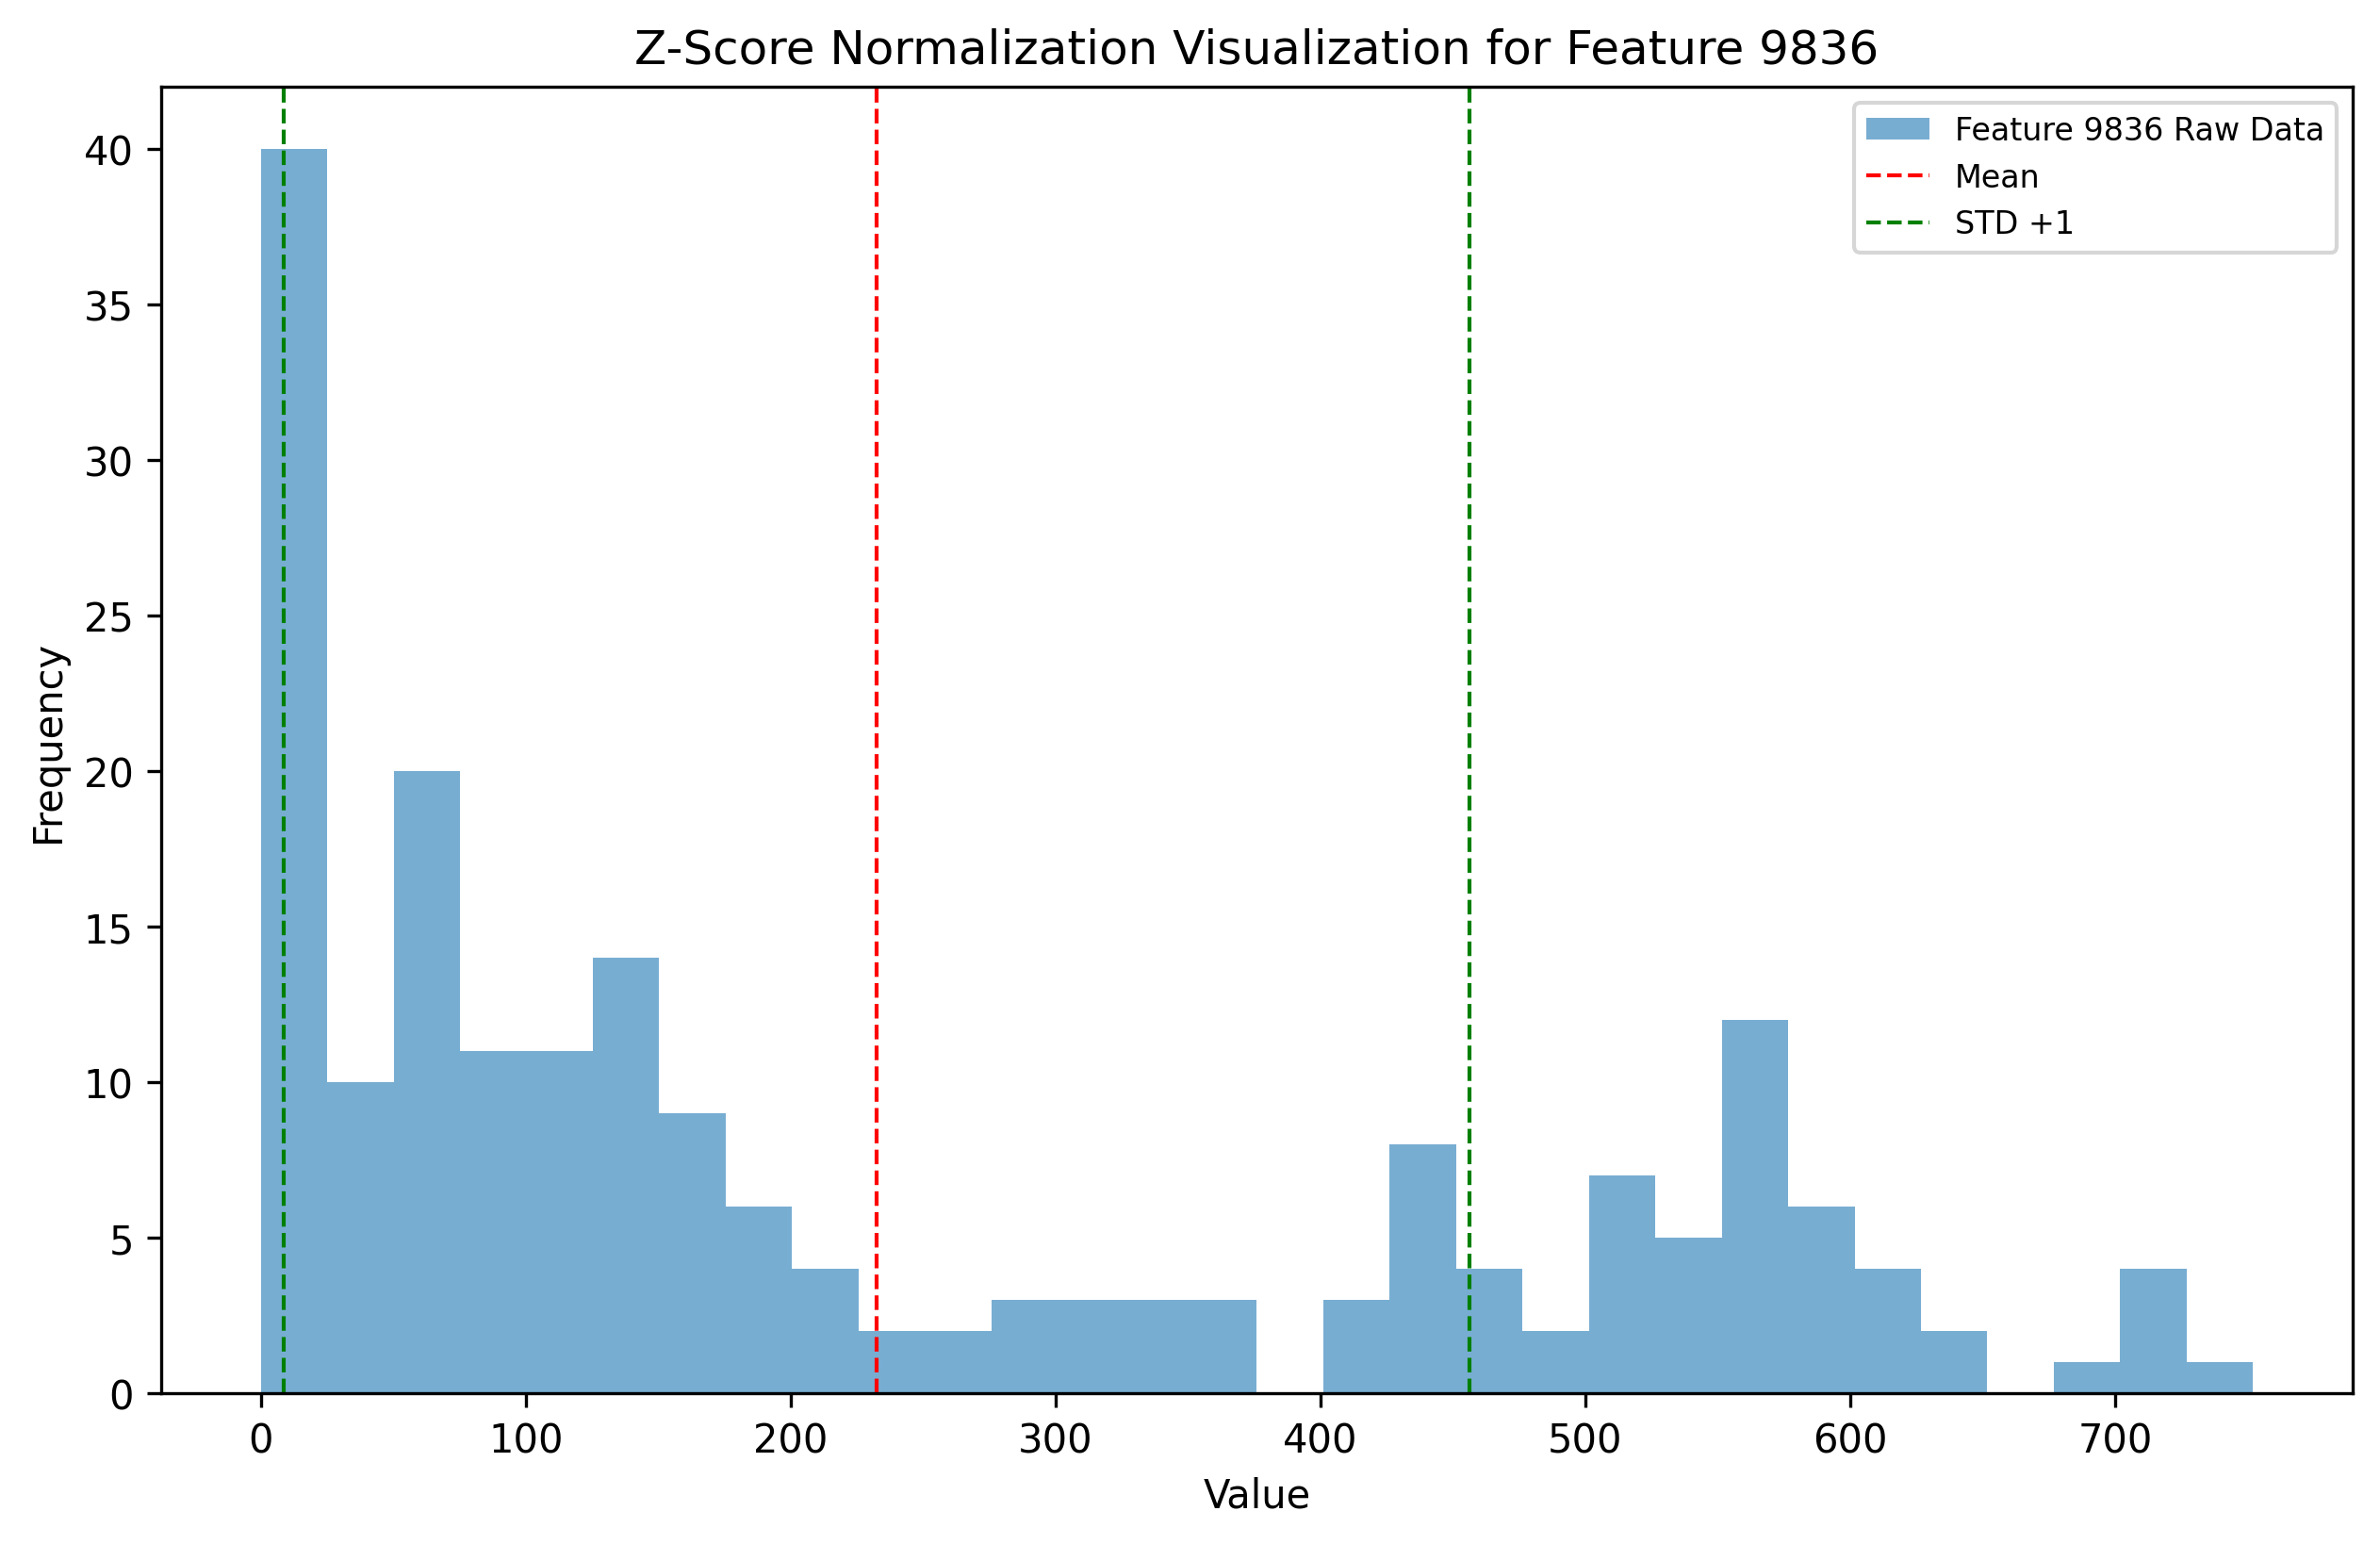 Z-Score Normalization Visualization for Feature 9836
Feature 9836 Raw Data
Mean
STD +1
40
35
30
25
20
15
10
5
0
Frequency
0 100 200 300 400 500 600 700
Value